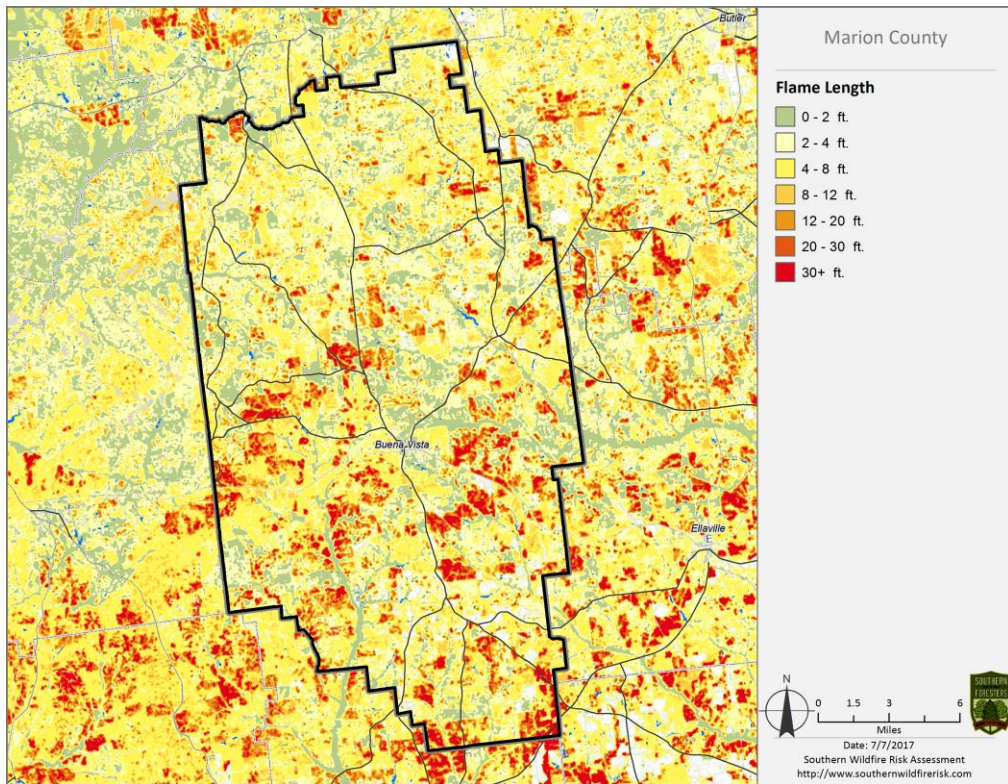 Butler
Buena Vista
Ellaville
E
Marion County
Flame Length
0 - 2 ft.
2 - 4 ft.
4 - 8 ft.
8 - 12 ft.
12 - 20 ft.
20 - 30 ft.
30+ ft.
N
0 1.5 3 6
Miles
Date: 7/7/2017
Southern Wildfire Risk Assessment
http://www.southernwildfirerisk.com
SOUTHERN
FORESTERS